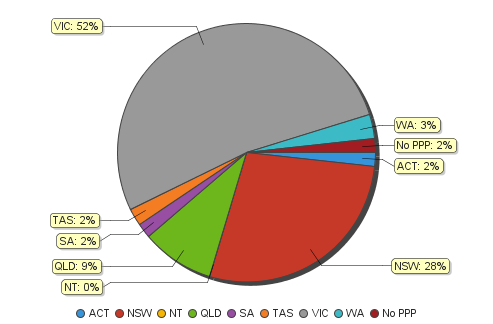 VIC: 52%
WA: 3%
No PPP: 2%
ACT: 2%
TAS: 2%
SA: 2%
QLD: 9%
NSW: 28%
NT: 0%
ACT NSW NT QLD SA TAS VIC WA No PPP